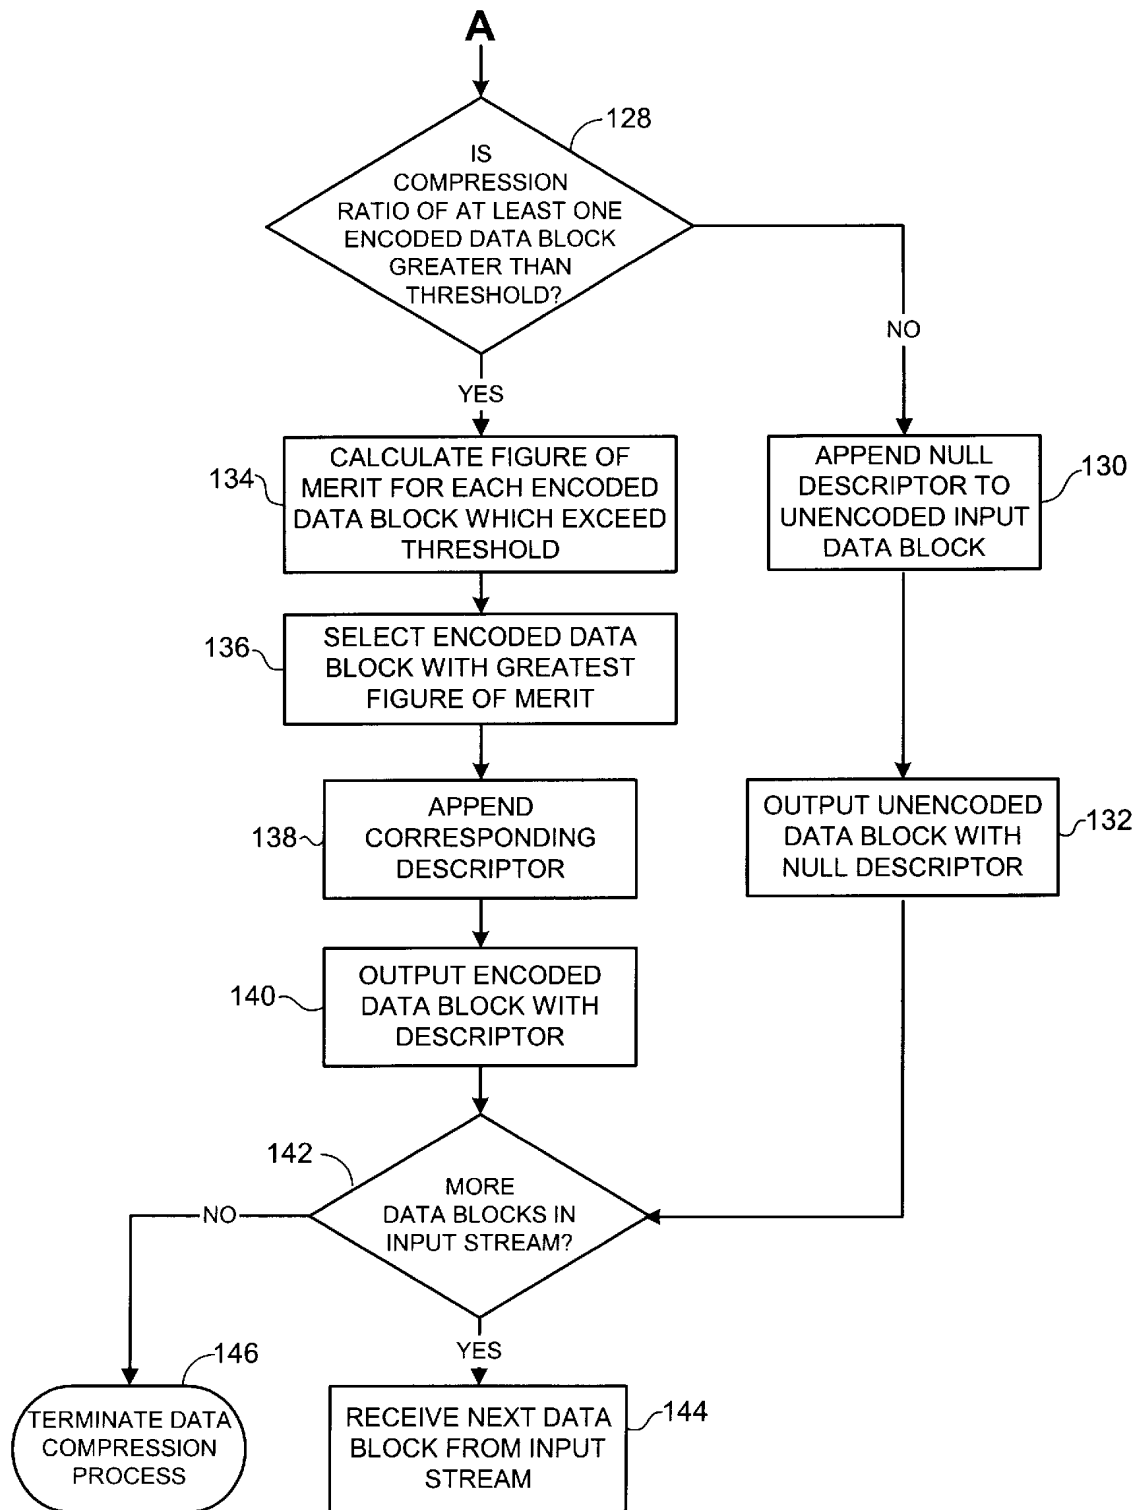 A
128
IS
COMPRESSION
RATIO OF AT LEAST ONE
ENCODED DATA BLOCK
GREATER THAN
THRESHOLD?
NO
YES
134
CALCULATE FIGURE OF
MERIT FOR EACH ENCODED
DATA BLOCK WHICH EXCEED
THRESHOLD
APPEND NULL
DESCRIPTOR TO
UNENCODED INPUT
DATA BLOCK
130
136
SELECT ENCODED DATA
BLOCK WITH GREATEST
FIGURE OF MERIT
138
APPEND
CORRESPONDING
DESCRIPTOR
OUTPUT UNENCODED
DATA BLOCK WITH
NULL DESCRIPTOR
132
140
OUTPUT ENCODED
DATA BLOCK WITH
DESCRIPTOR
142
MORE
DATA BLOCKS IN
INPUT STREAM?
NO
YES
146
TERMINATE DATA
COMPRESSION
PROCESS
RECEIVE NEXT DATA
BLOCK FROM INPUT
STREAM
144